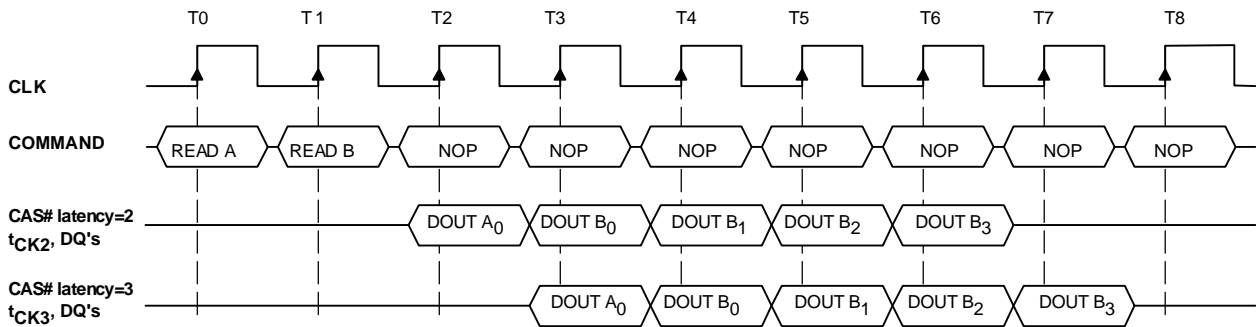 T0 T1 T2 T3 T4 T5 T6 T7 T8
CLK
COMMAND READ A READ B NOP NOP NOP NOP NOP NOP NOP
CAS# latency=2 DOUT A0 DOUT B0 DOUT B1 DOUT B2 DOUT B3
tCK2, DQ's
CAS# latency=3 DOUT A0 DOUT B0 DOUT B1 DOUT B2 DOUT B3
tCK3, DQ's